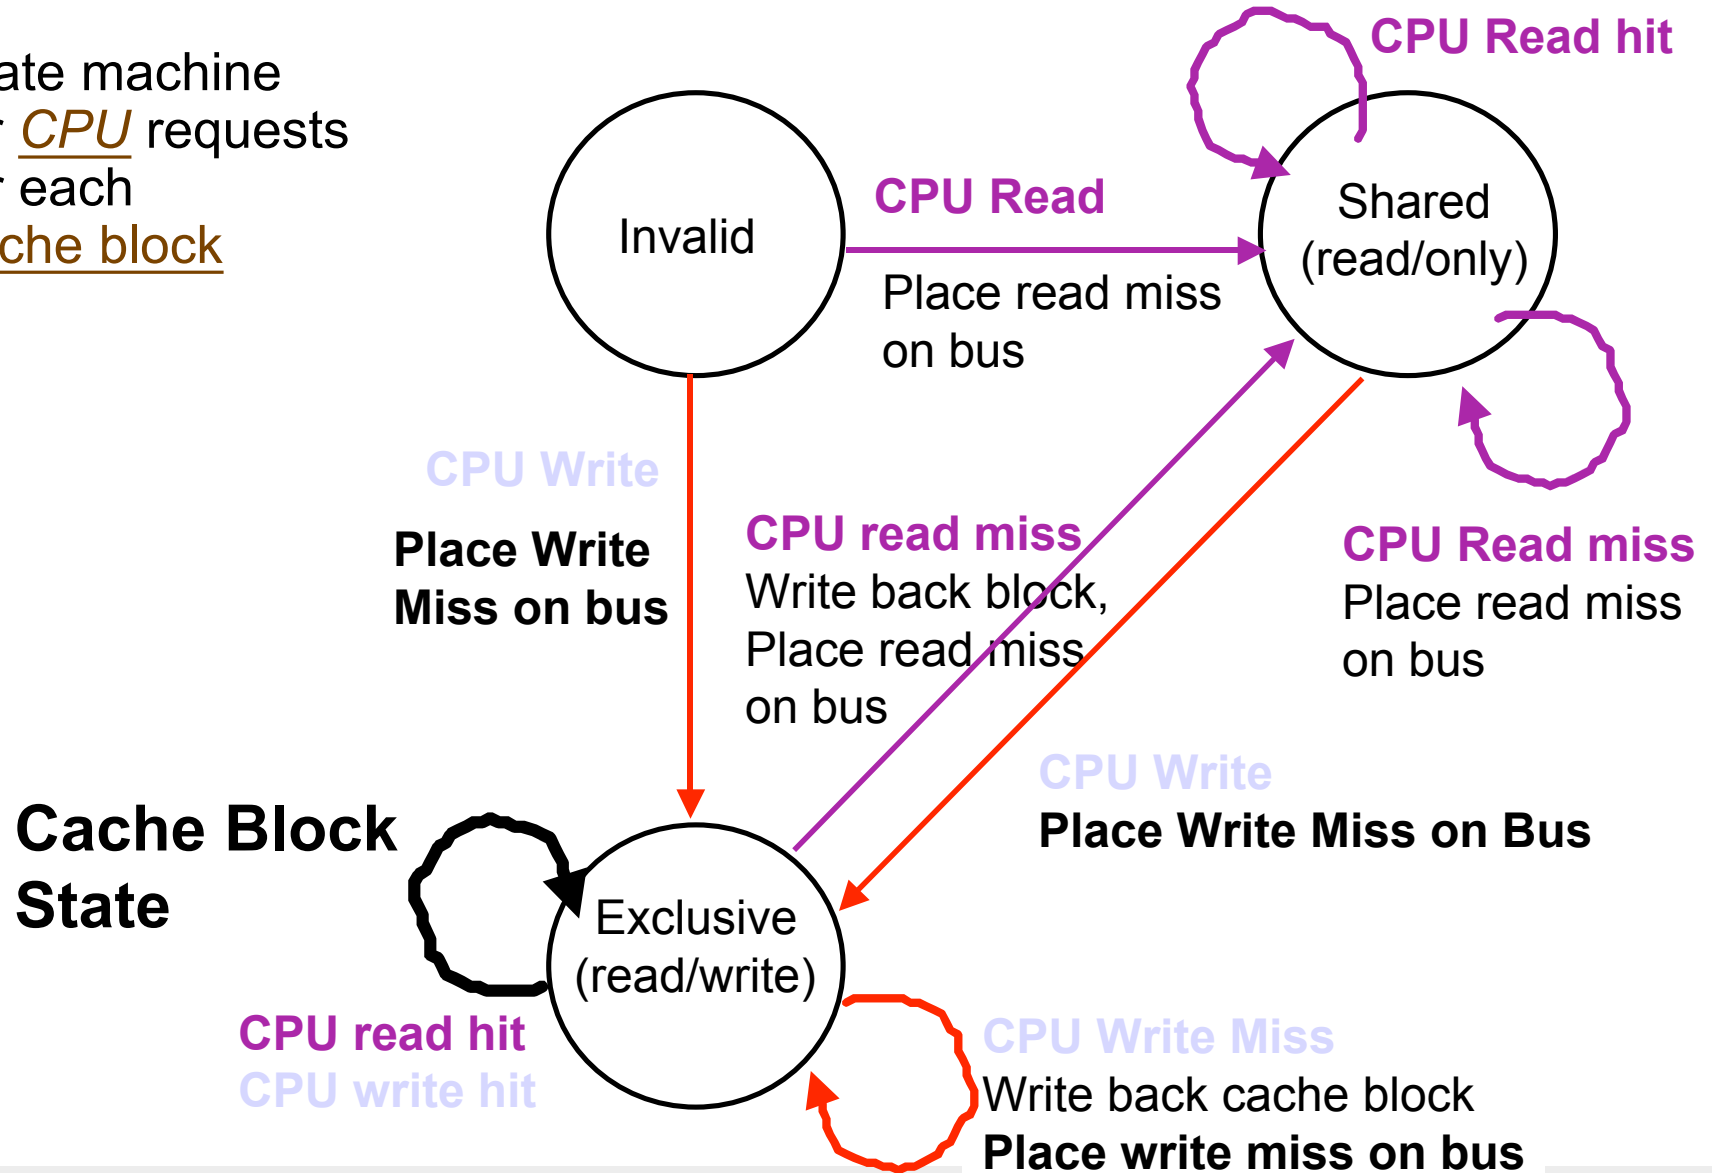 ate machine
r CPU requests
r each
che block
CPU Read hit
Invalid
CPU Read
Place read miss
on bus
Shared
(read/only)
CPU Write
Place Write
Miss on bus
CPU read miss
Write back block,
Place read miss
on bus
CPU Read miss
Place read miss
on bus
CPU Write
Place Write Miss on Bus
Cache Block
State
Exclusive
(read/write)
CPU read hit
CPU write hit
CPU Write Miss
Write back cache block
Place write miss on bus